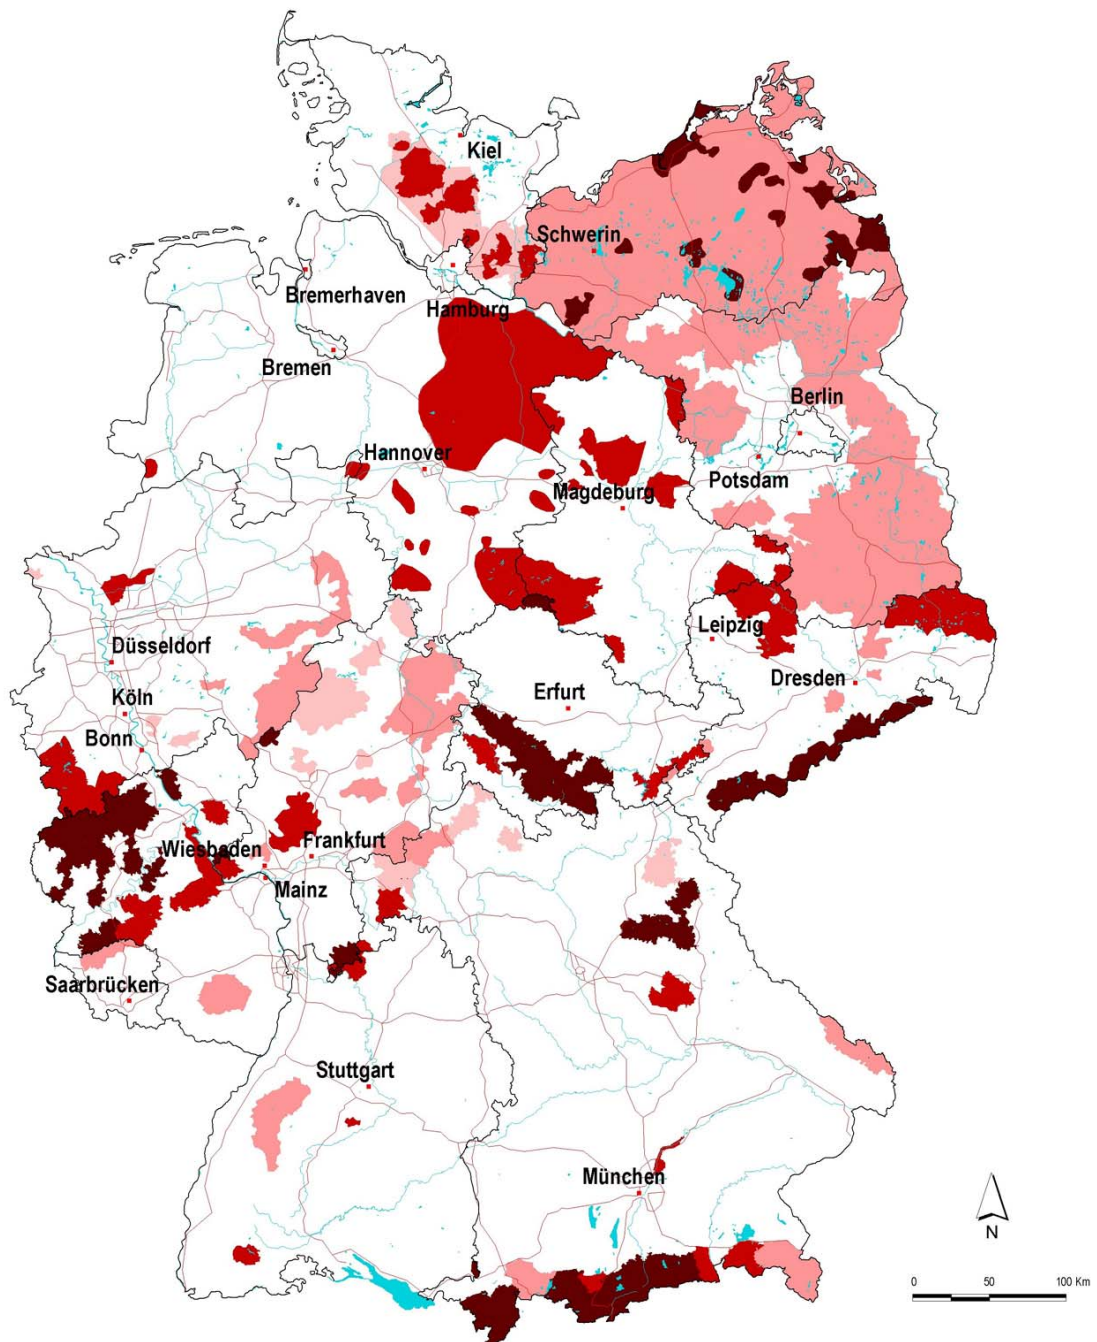 Kiel
Schwerin
Bremerhaven
Hamburg
Bremen
Berlin
Hannover
Potsdam
Magdeburg
Leipzig
Düsseldorf
Dresden
Köln
Erfurt
Bonn
Wiesbaden
Frankfurt
Mainz
Saarbrücken
Stuttgart
München
N
0 50 100 Km